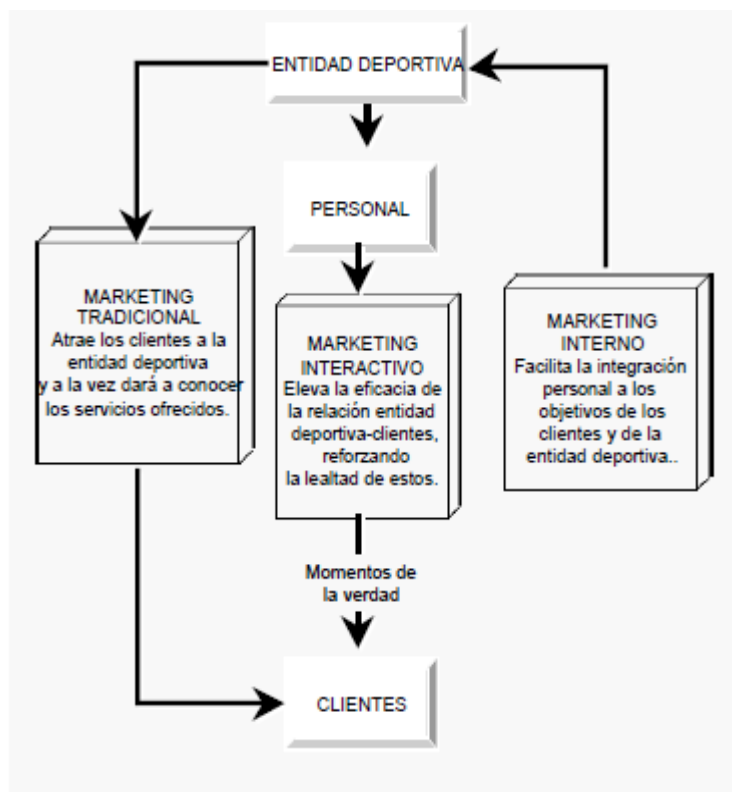 ENTIDAD DEPORTIVA
PERSONAL
MARKETING
TRADICIONAL
Atrae los clientes a la
entidad deportiva
y a la vez dará a conocer
los servicios ofrecidos.
MARKETING
INTERACTIVO
Eleva la eficacia de
la relación entidad
deportiva-clientes,
reforzando
la lealtad de estos.
MARKETING
INTERNO
Facilita la integración
personal a los
objetivos de los
clientes y de la
entidad deportiva..
Momentos de
la verdad
CLIENTES